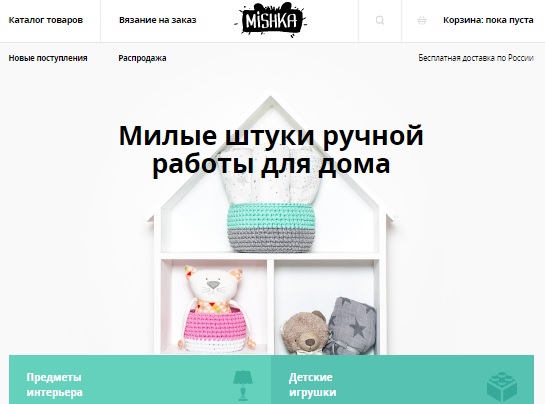 Каталог товаров
Вязание на заказ
MiSHKA
Корзина: пока пуста
Новые поступления
Распродажа
Бесплатная доставка по России
Милые штуки ручной
работы для дома
Предметы
интерьера
Детские
игрушки